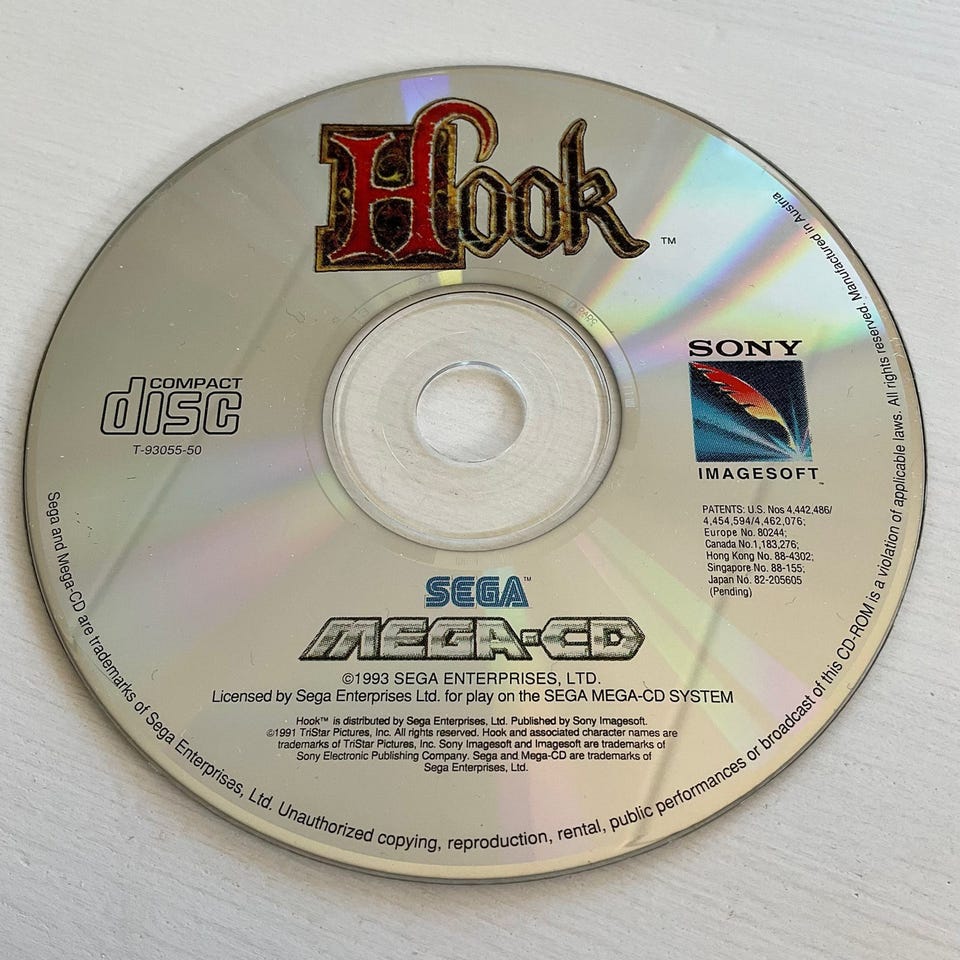 Hook ™
COMPACT
disc
T-93055-50
SONY
IMAGESOFT™
PATENTS: U.S. Nos 4,442,486/
4,454,594/4,462,076;
Europe No. 80244;
Canada No.1,183,276;
Hong Kong No. 88-4302;
Singapore No. 88-155;
Japan No. 82-205605
(Pending)
SEGA™
MEGA-CD
©1993 SEGA ENTERPRISES, LTD.
Licensed by Sega Enterprises Ltd. for play on the SEGA MEGA-CD SYSTEM
Hook™ is distributed by Sega Enterprises, Ltd. Published by Sony Imagesoft.
©1991 TriStar Pictures, Inc. All rights reserved. Hook and associated character names are
trademarks of TriStar Pictures, Inc. Sony Imagesoft and Imagesoft are trademarks of
Sony Electronic Publishing Company. Sega and Mega-CD are trademarks of
Sega Enterprises, Ltd.
Sega and Mega-CD are trademarks of Sega Enterprises, Ltd. Unauthorized copying, reproduction, rental, public performances or broadcast of this CD-ROM is a violation of applicable laws. All rights reserved. Manufactured in Austria